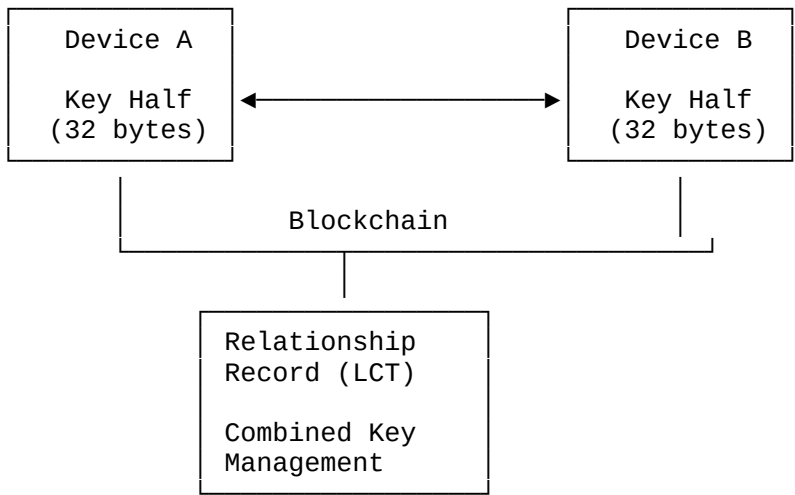 Device A
Key Half
(32 bytes)
Device B
Key Half
(32 bytes)
Blockchain
Relationship
Record (LCT)
Combined Key
Management